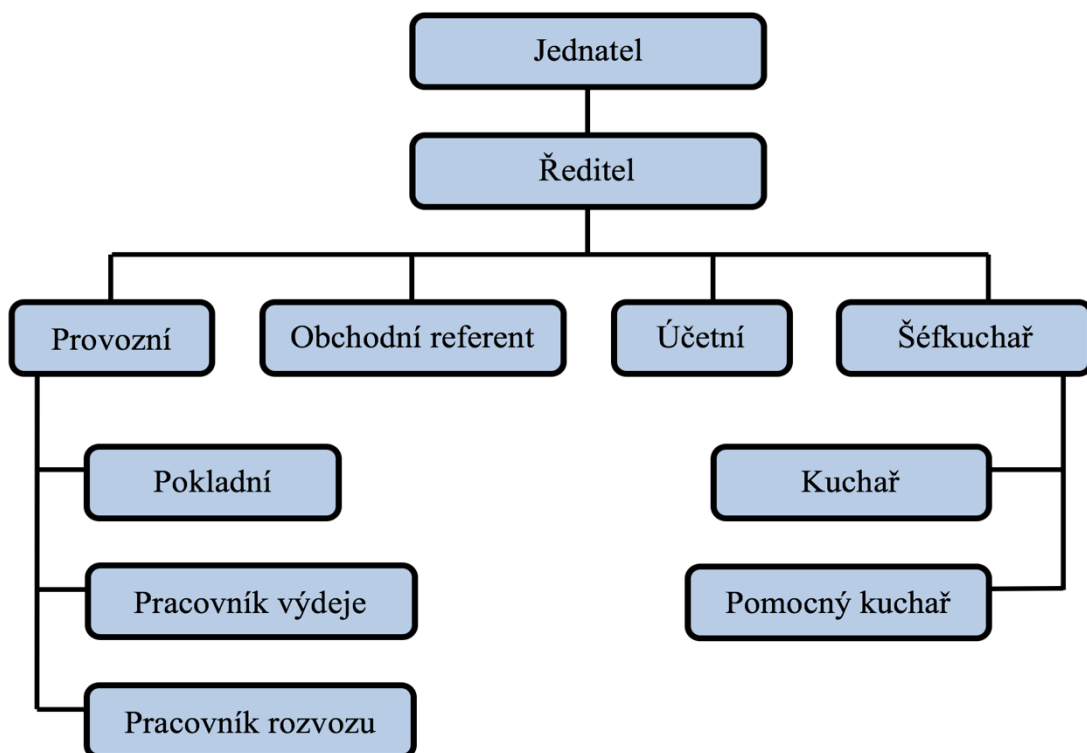 Jednatel
Ředitel
Provozní
Obchodní referent
Účetní
Šéfkuchař
Pokladní
Kuchař
Pracovník výdeje
Pomocný kuchař
Pracovník rozvozu